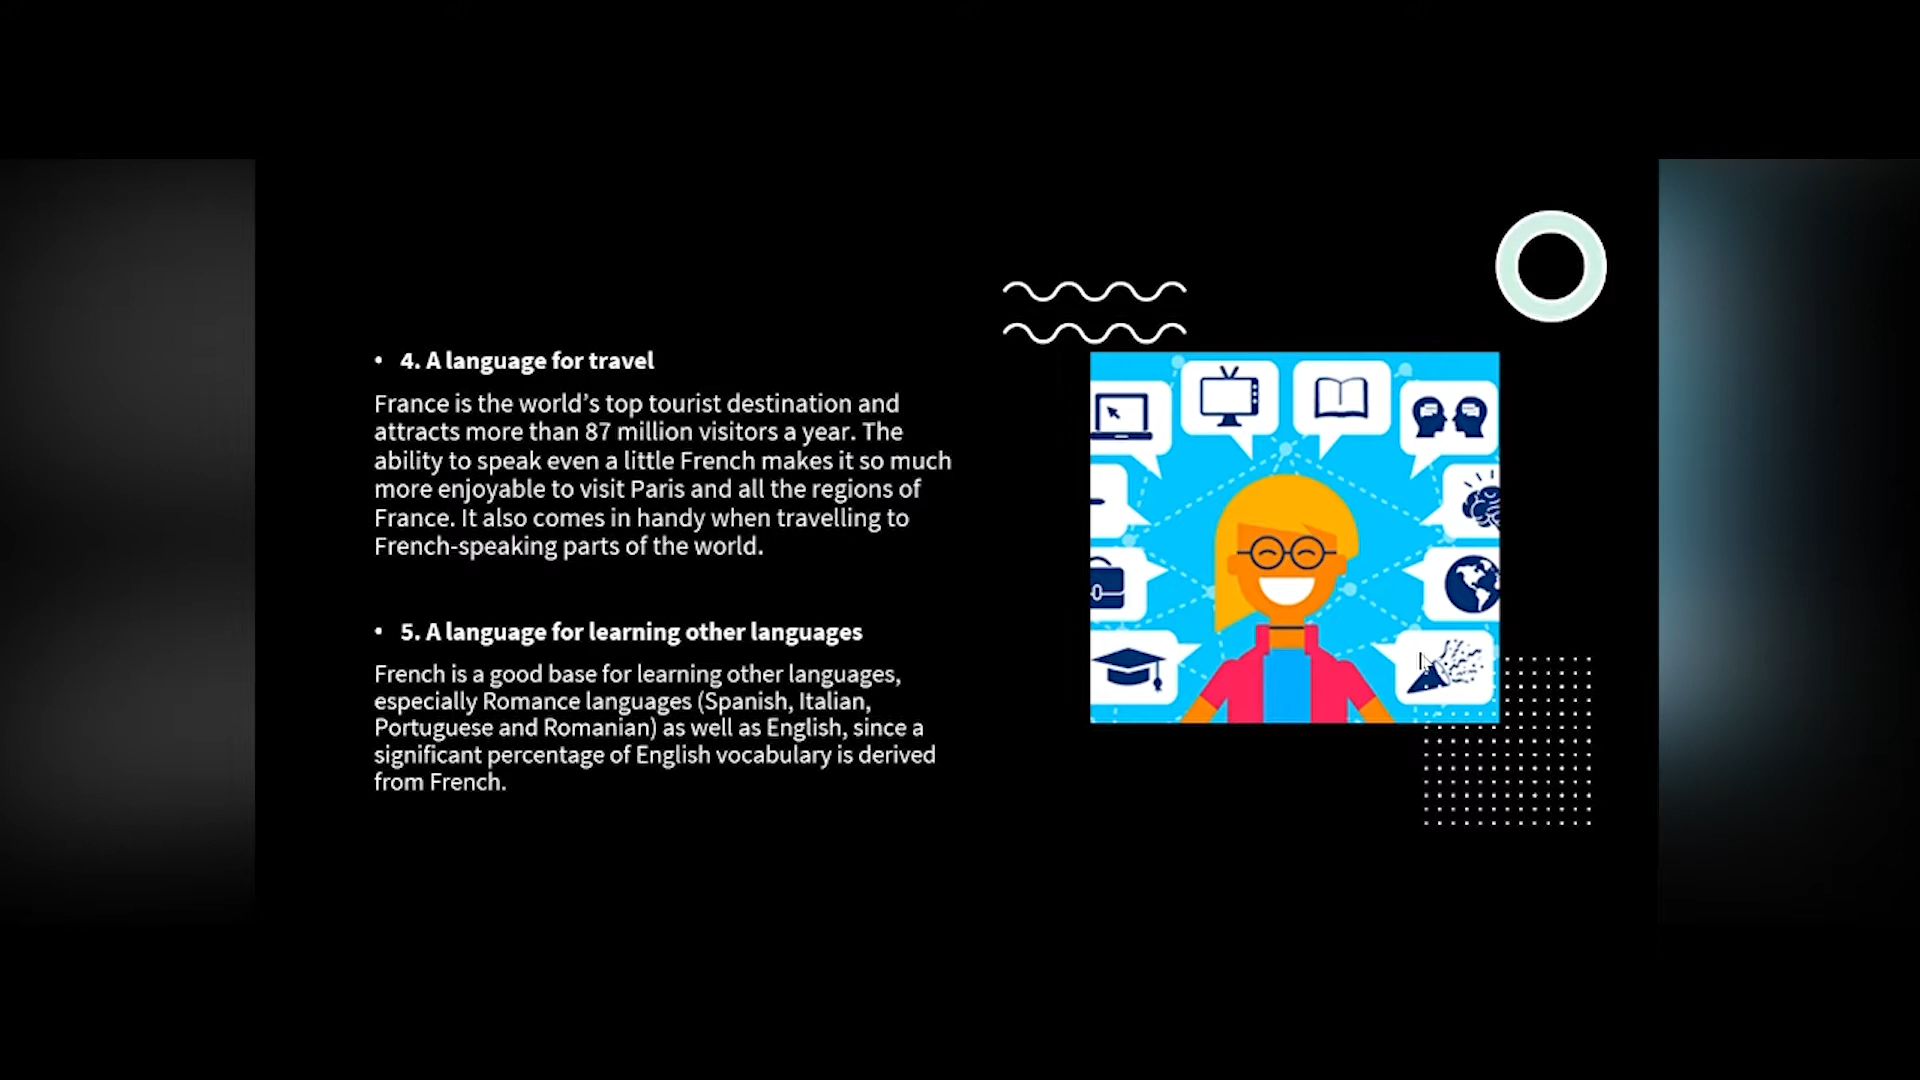 • 4. A language for travel
France is the world’s top tourist destination and
attracts more than 87 million visitors a year. The
ability to speak even a little French makes it so much
more enjoyable to visit Paris and all the regions of
France. It also comes in handy when travelling to
French-speaking parts of the world.
• 5. A language for learning other languages
French is a good base for learning other languages,
especially Romance languages (Spanish, Italian,
Portuguese and Romanian) as well as English, since a
significant percentage of English vocabulary is derived
from French.